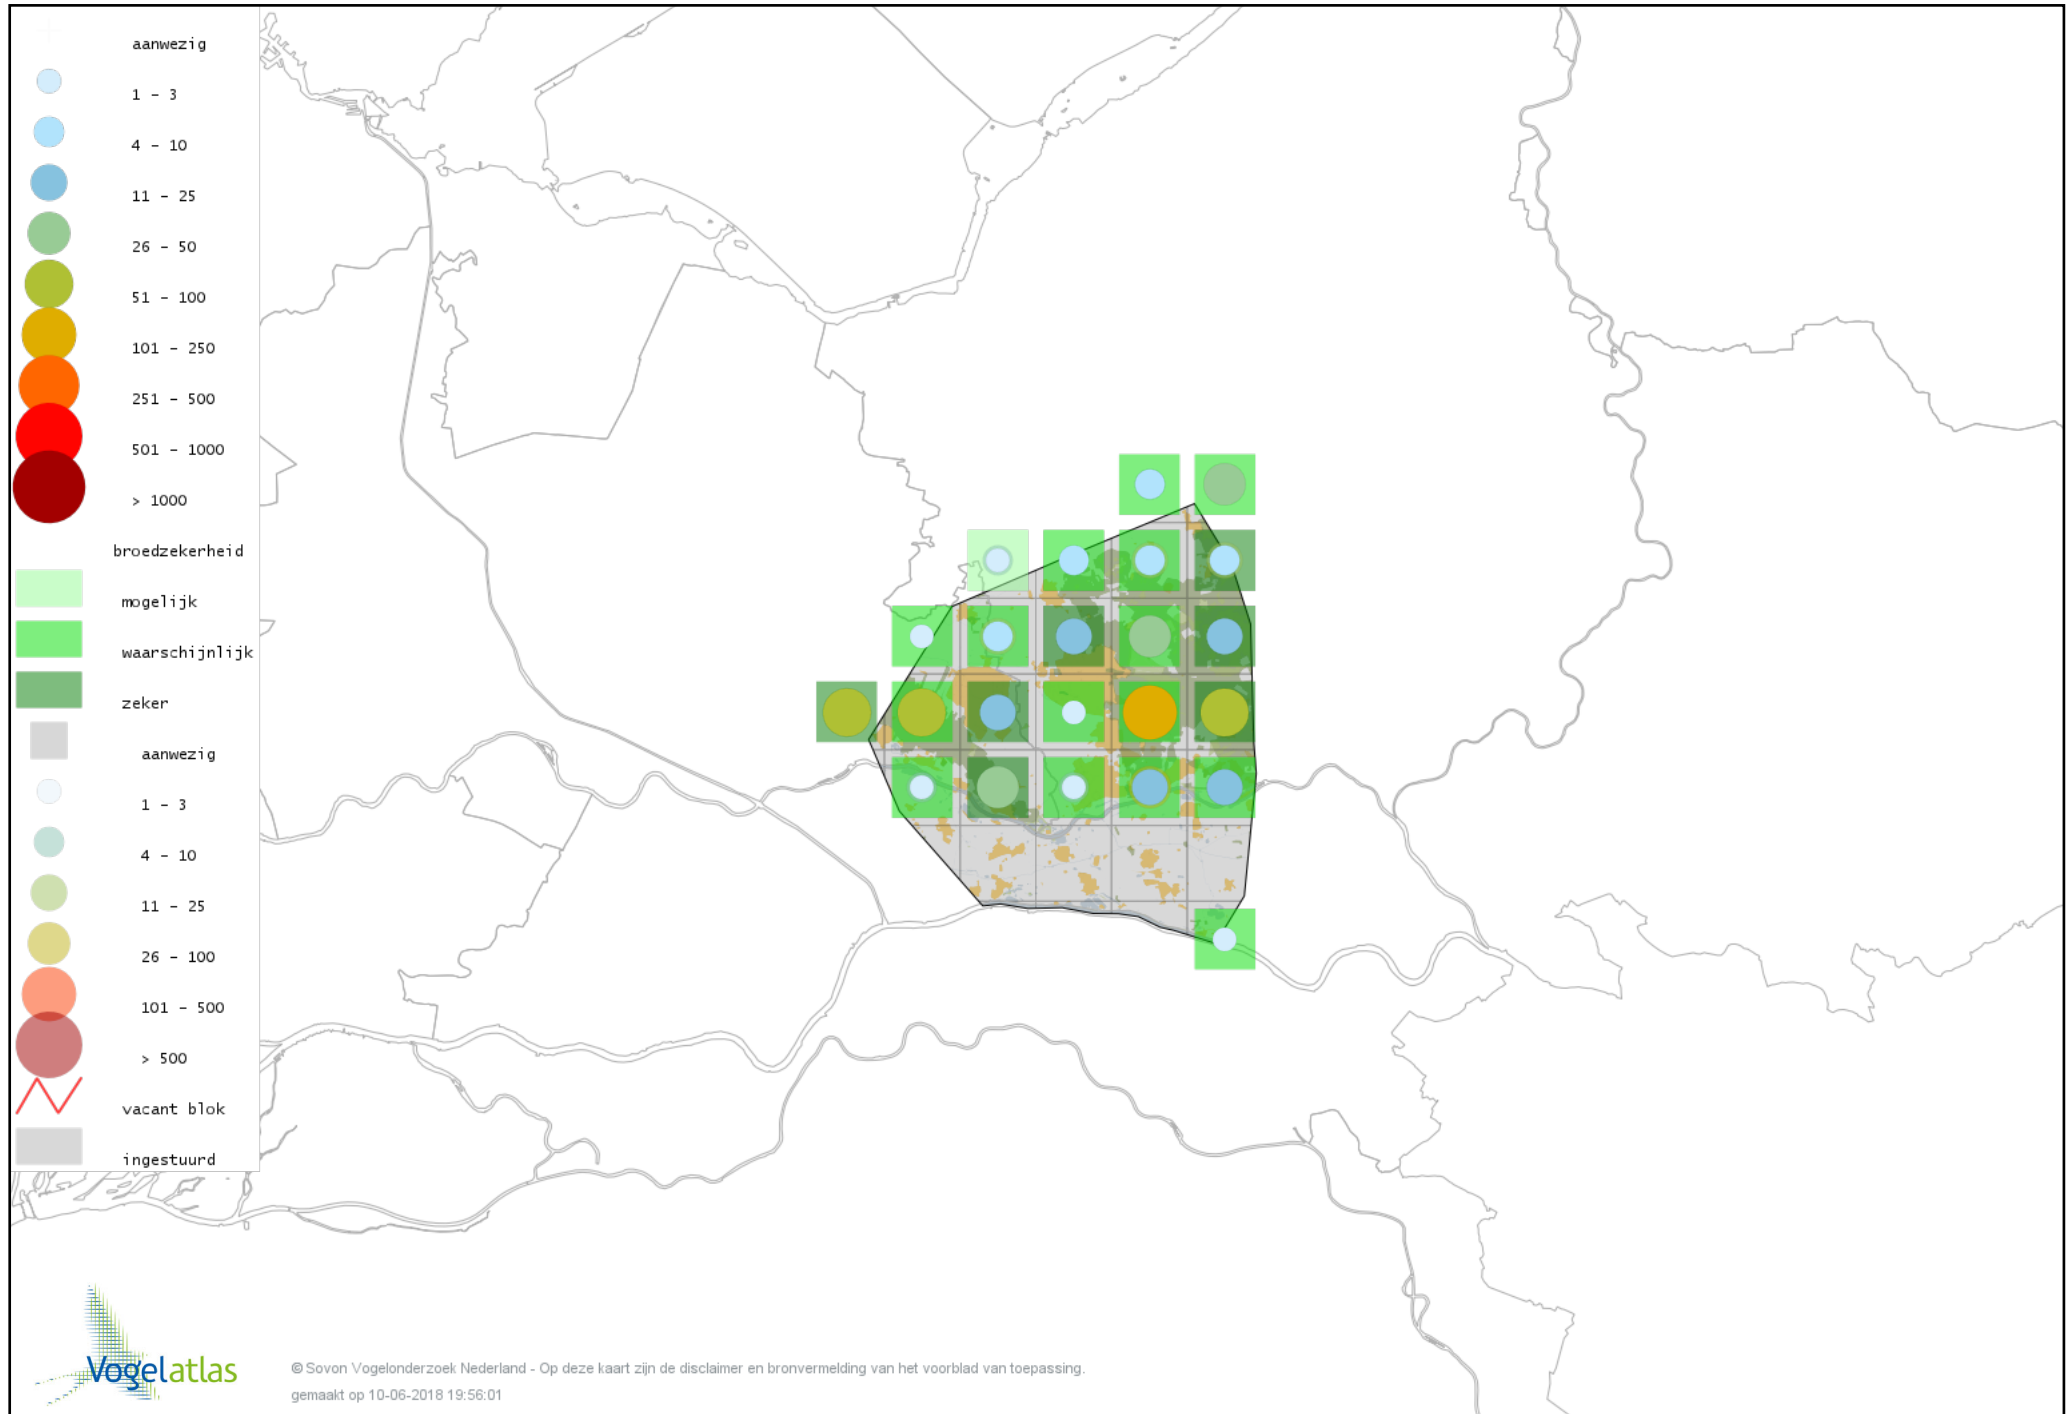 aanwezig
1 - 3
4 - 10
11 - 25
26 - 50
51 - 100
101 - 250
251 - 500
501 - 1000
> 1000
broedzekerheid
mogelijk
waarschijnlijk
zeker
aanwezig
1 - 3
4 - 10
11 - 25
26 - 100
101 - 500
> 500
vacant blok
ingestuurd
Vogelatlas
© Sovon Vogelonderzoek Nederland - Op deze kaart zijn de disclaimer en bronvermelding van het voorblad van toepassing.
gemaakt op 10-06-2018 19:56:01